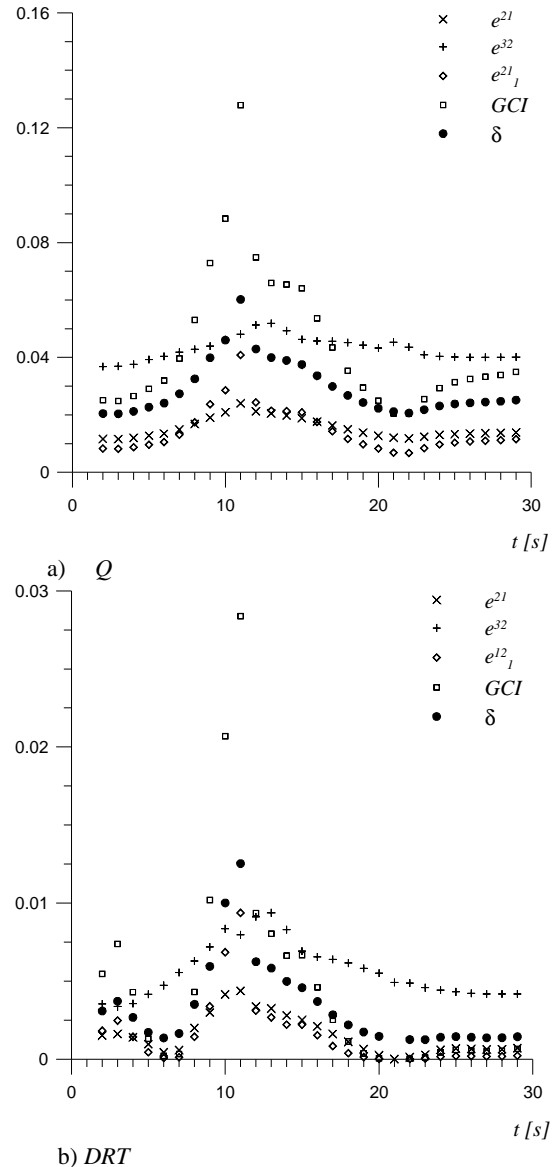 0.16
e²¹
e³²
e²¹₁
GCI
δ
0.12
0.08
0.04
0
0 10 20 30
t [s]
a) Q
0.03
e²¹
e³²
e¹²₁
GCI
δ
0.02
0.01
0
0 10 20 30
t [s]
b) DRT